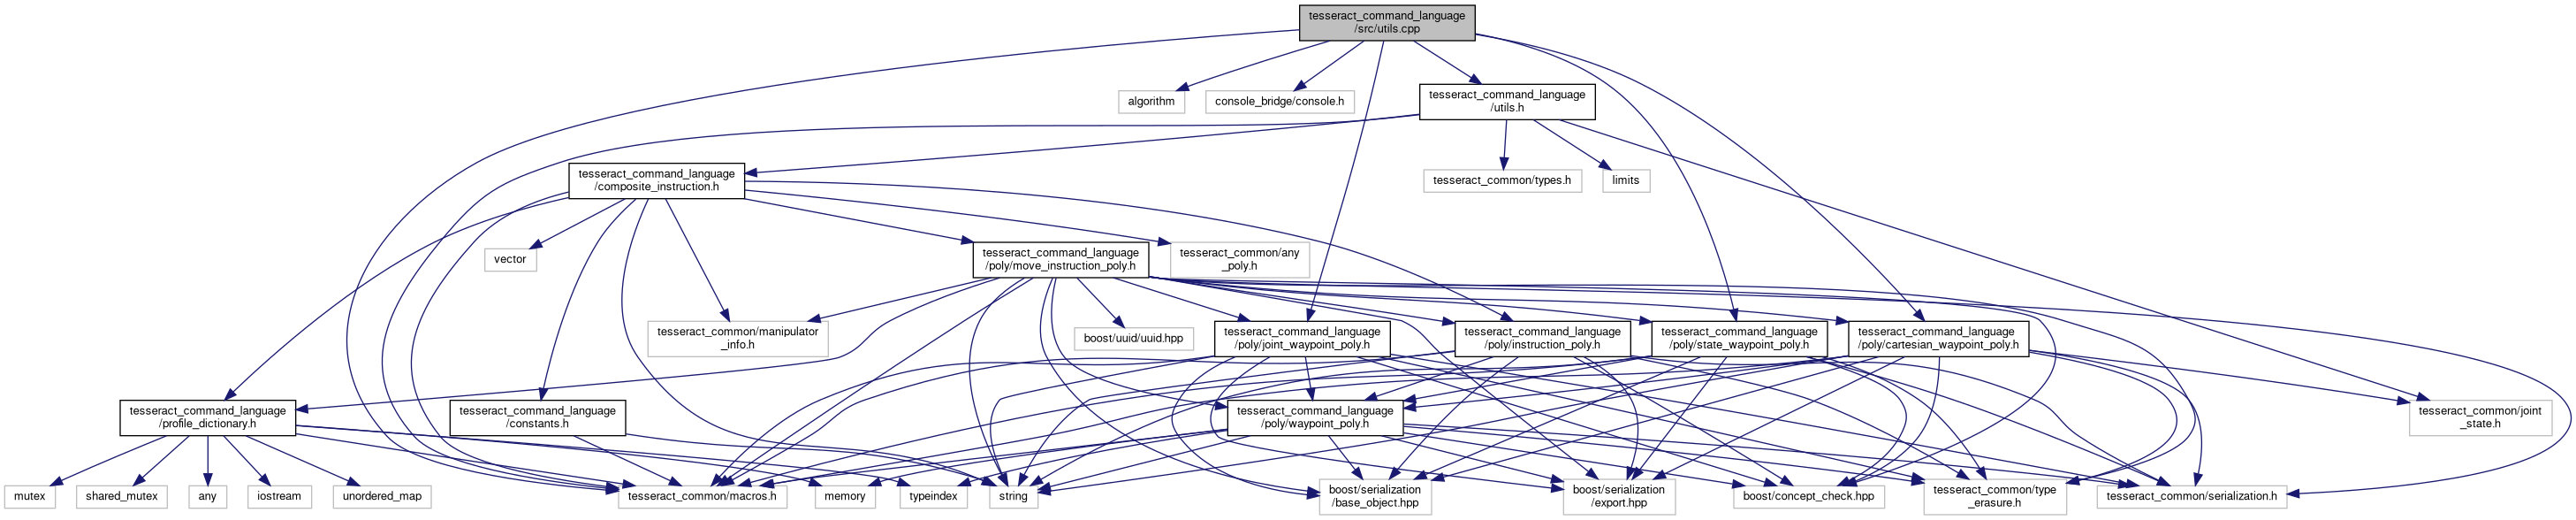 tesseract_command_language
/src/utils.cpp
algorithm
console_bridge/console.h
tesseract_command_language
/utils.h
tesseract_command_language
/composite_instruction.h
tesseract_common/types.h
limits
vector
tesseract_command_language
/poly/move_instruction_poly.h
tesseract_common/any
_poly.h
tesseract_common/manipulator
_info.h
boost/uuid/uuid.hpp
tesseract_command_language
/poly/joint_waypoint_poly.h
tesseract_command_language
/poly/instruction_poly.h
tesseract_command_language
/poly/state_waypoint_poly.h
tesseract_command_language
/poly/cartesian_waypoint_poly.h
tesseract_command_language
/profile_dictionary.h
tesseract_command_language
/constants.h
tesseract_command_language
/poly/waypoint_poly.h
tesseract_common/joint
_state.h
mutex
shared_mutex
any
iostream
unordered_map
tesseract_common/macros.h
memory
typeindex
string
boost/serialization
/base_object.hpp
boost/serialization
/export.hpp
boost/concept_check.hpp
tesseract_common/type
_erasure.h
tesseract_common/serialization.h